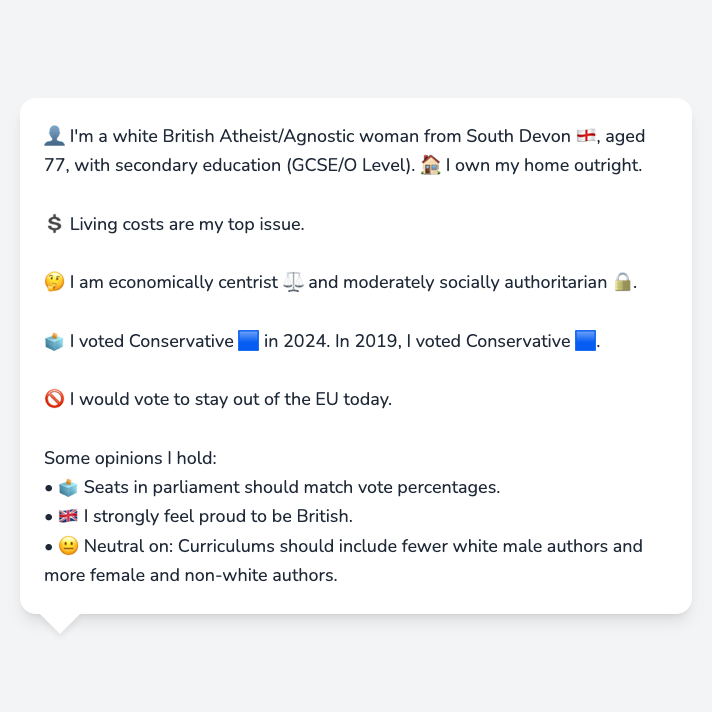 👤 I'm a white British Atheist/Agnostic woman from South Devon 🏴󠁧󠁢󠁥󠁮󠁧󠁿, aged
77, with secondary education (GCSE/O Level). 🏠 I own my home outright.
💲 Living costs are my top issue.
🤔 I am economically centrist ⚖️ and moderately socially authoritarian 🔒.
🗳️ I voted Conservative 🟦 in 2024. In 2019, I voted Conservative 🟦.
🚫 I would vote to stay out of the EU today.
Some opinions I hold:
• 🗳️ Seats in parliament should match vote percentages.
• 🇬🇧 I strongly feel proud to be British.
• 😐 Neutral on: Curriculums should include fewer white male authors and
more female and non-white authors.